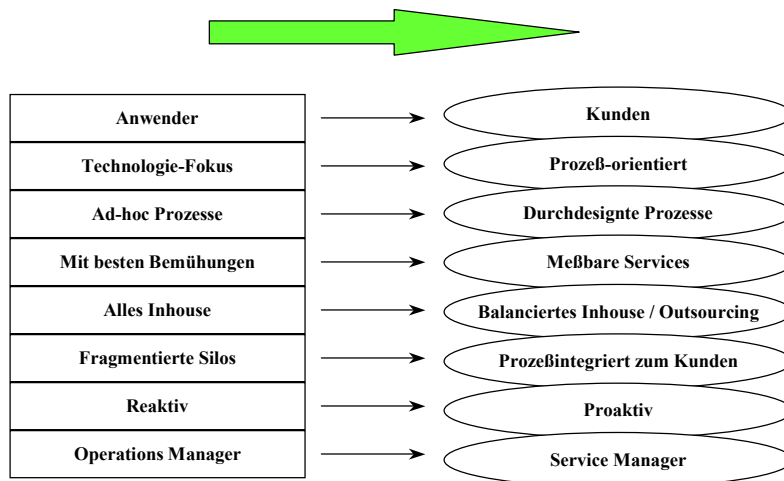 Anwender
Kunden
Technologie-Fokus
Prozeß-orientiert
Ad-hoc Prozesse
Durchdesignte Prozesse
Mit besten Bemühungen
Meßbare Services
Alles Inhouse
Balanciertes Inhouse / Outsourcing
Fragmentierte Silos
Prozeßintegriert zum Kunden
Reaktiv
Proaktiv
Operations Manager
Service Manager